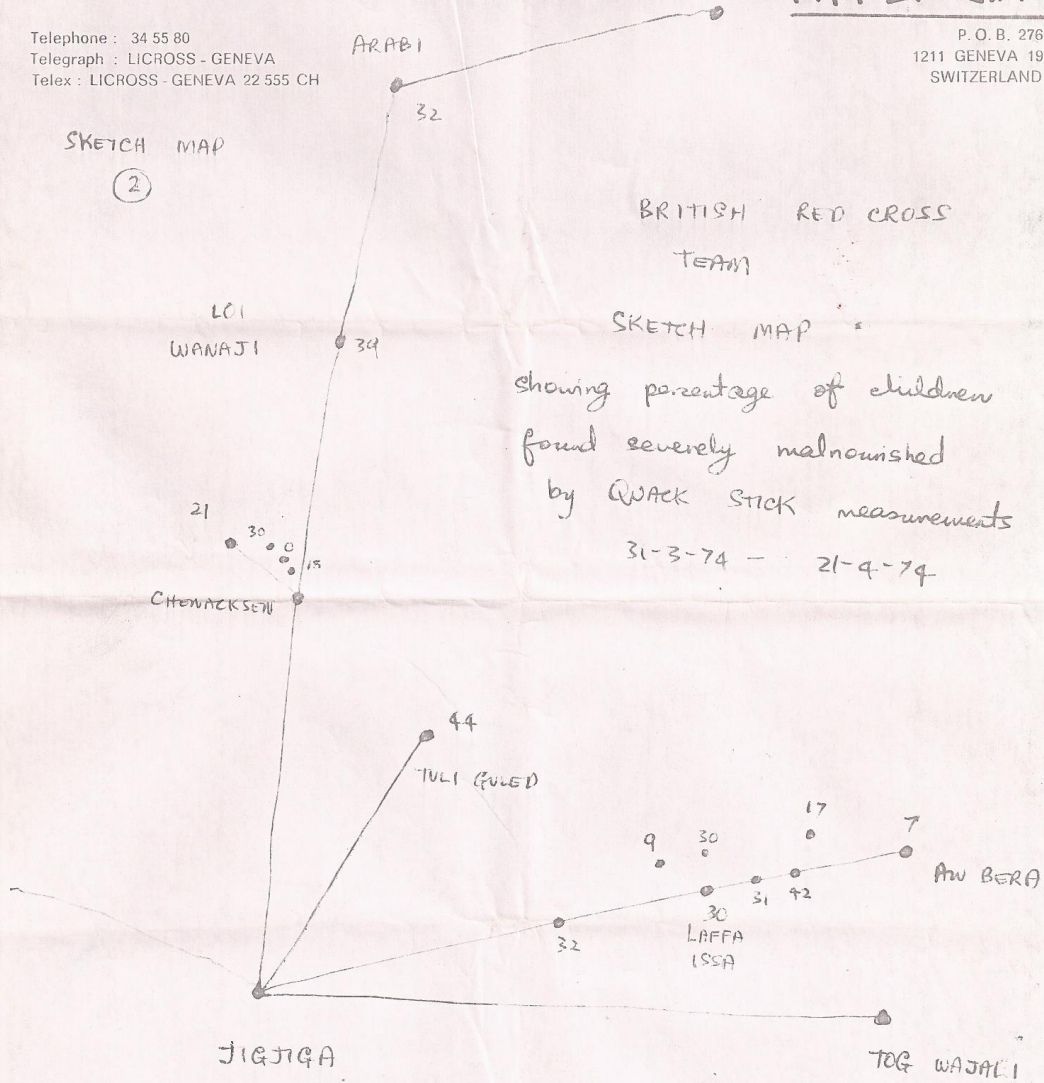 Telephone : 34 55 80
Telegraph : LICROSS - GENEVA
Telex : LICROSS - GENEVA 22 555 CH
P. O. B. 276
1211 GENEVA 19
SWITZERLAND
ARABI
32
SKETCH MAP
2
BRITISH RED CROSS
TEAM
SKETCH MAP
showing percentage of children
found severely malnourished
by QUACK STICK measurements
31-3-74 - 21-4-74
LOI
WANAJI
34
21
30
0
15
CHENACKSEN
44
TULI GULED
17
7
9
30
AW BERA
31
42
30
32
LAFFA
ISSA
JIGJIGA
TOG WAJALI